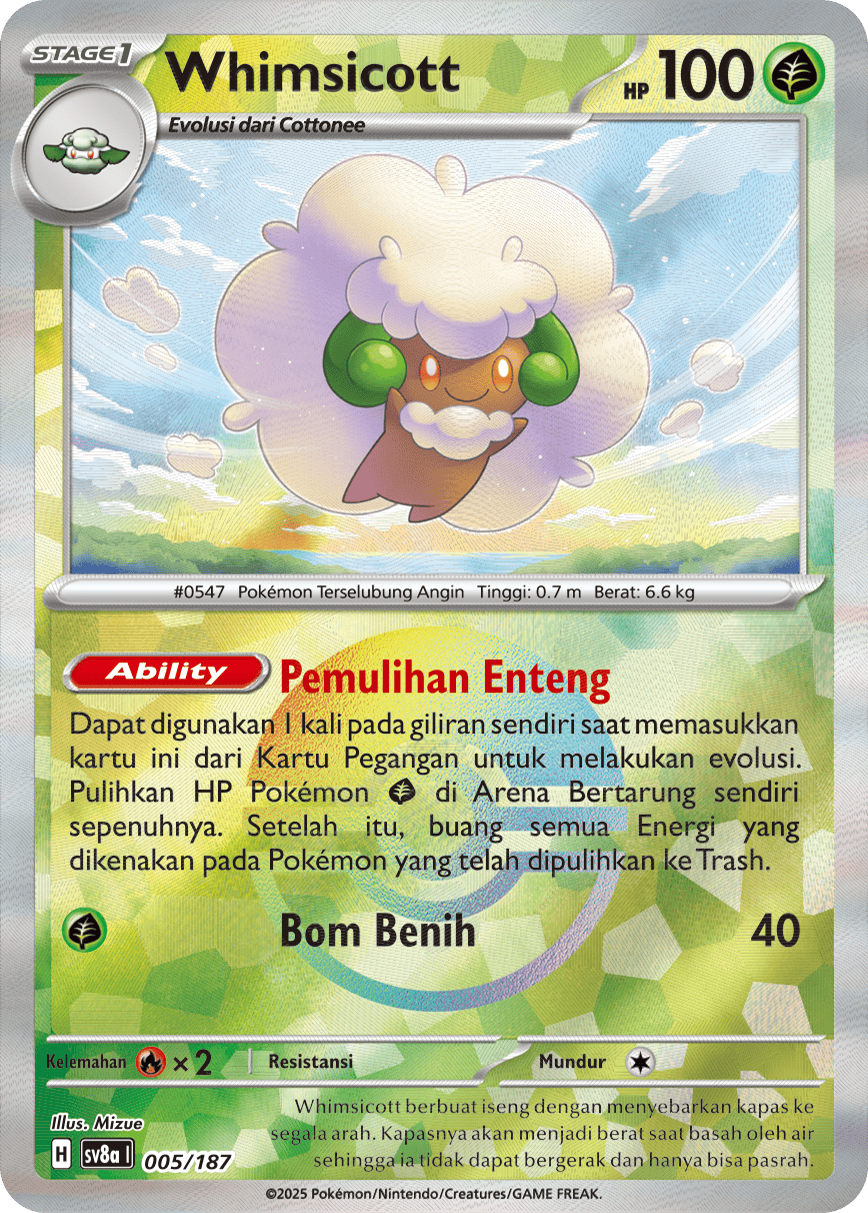 STAGE1
Whimsicott
HP 100
Evolusi dari Cottonee
#0547 Pokémon Terselubung Angin Tinggi: 0.7 m Berat: 6.6 kg
Ability Pemulihan Enteng
Dapat digunakan 1 kali pada giliran sendiri saat memasukkan
kartu ini dari Kartu Pegangan untuk melakukan evolusi.
Pulihkan HP Pokémon di Arena Bertarung sendiri
sepenuhnya. Setelah itu, buang semua Energi yang
dikenakan pada Pokémon yang telah dipulihkan ke Trash.
Bom Benih 40
Kelemahan ×2 Resistansi Mundur
Whimsicott berbuat iseng dengan menyebarkan kapas ke
segala arah. Kapasnya akan menjadi berat saat basah oleh air
sehingga ia tidak dapat bergerak dan hanya bisa pasrah.
Illus. Mizue
H sv8a I 005/187
©2025 Pokémon/Nintendo/Creatures/GAME FREAK.